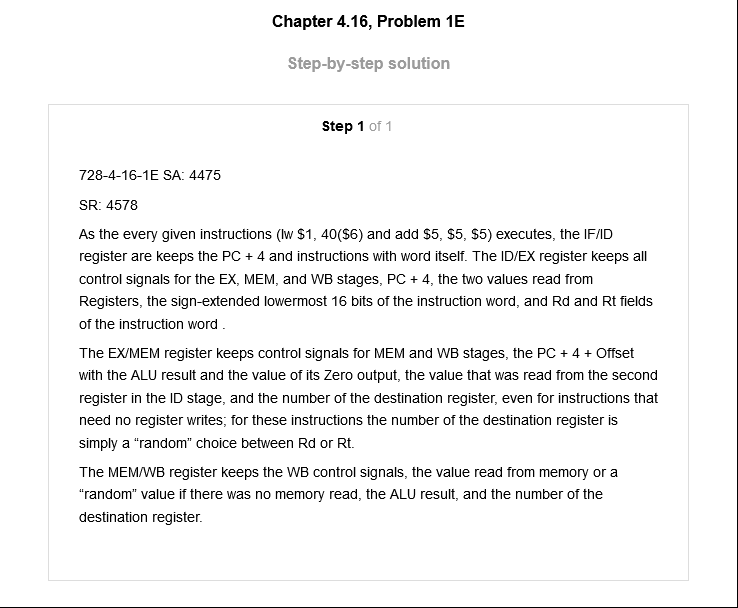 Chapter 4.16, Problem 1E
Step-by-step solution
Step 1 of 1
728-4-16-1E SA: 4475
SR: 4578
As the every given instructions (lw $1, 40($6) and add $5, $5, $5) executes, the IF/ID
register are keeps the PC + 4 and instructions with word itself. The ID/EX register keeps all
control signals for the EX, MEM, and WB stages, PC + 4, the two values read from
Registers, the sign-extended lowermost 16 bits of the instruction word, and Rd and Rt fields
of the instruction word .
The EX/MEM register keeps control signals for MEM and WB stages, the PC + 4 + Offset
with the ALU result and the value of its Zero output, the value that was read from the second
register in the ID stage, and the number of the destination register, even for instructions that
need no register writes; for these instructions the number of the destination register is
simply a “random” choice between Rd or Rt.
The MEM/WB register keeps the WB control signals, the value read from memory or a
“random” value if there was no memory read, the ALU result, and the number of the
destination register.